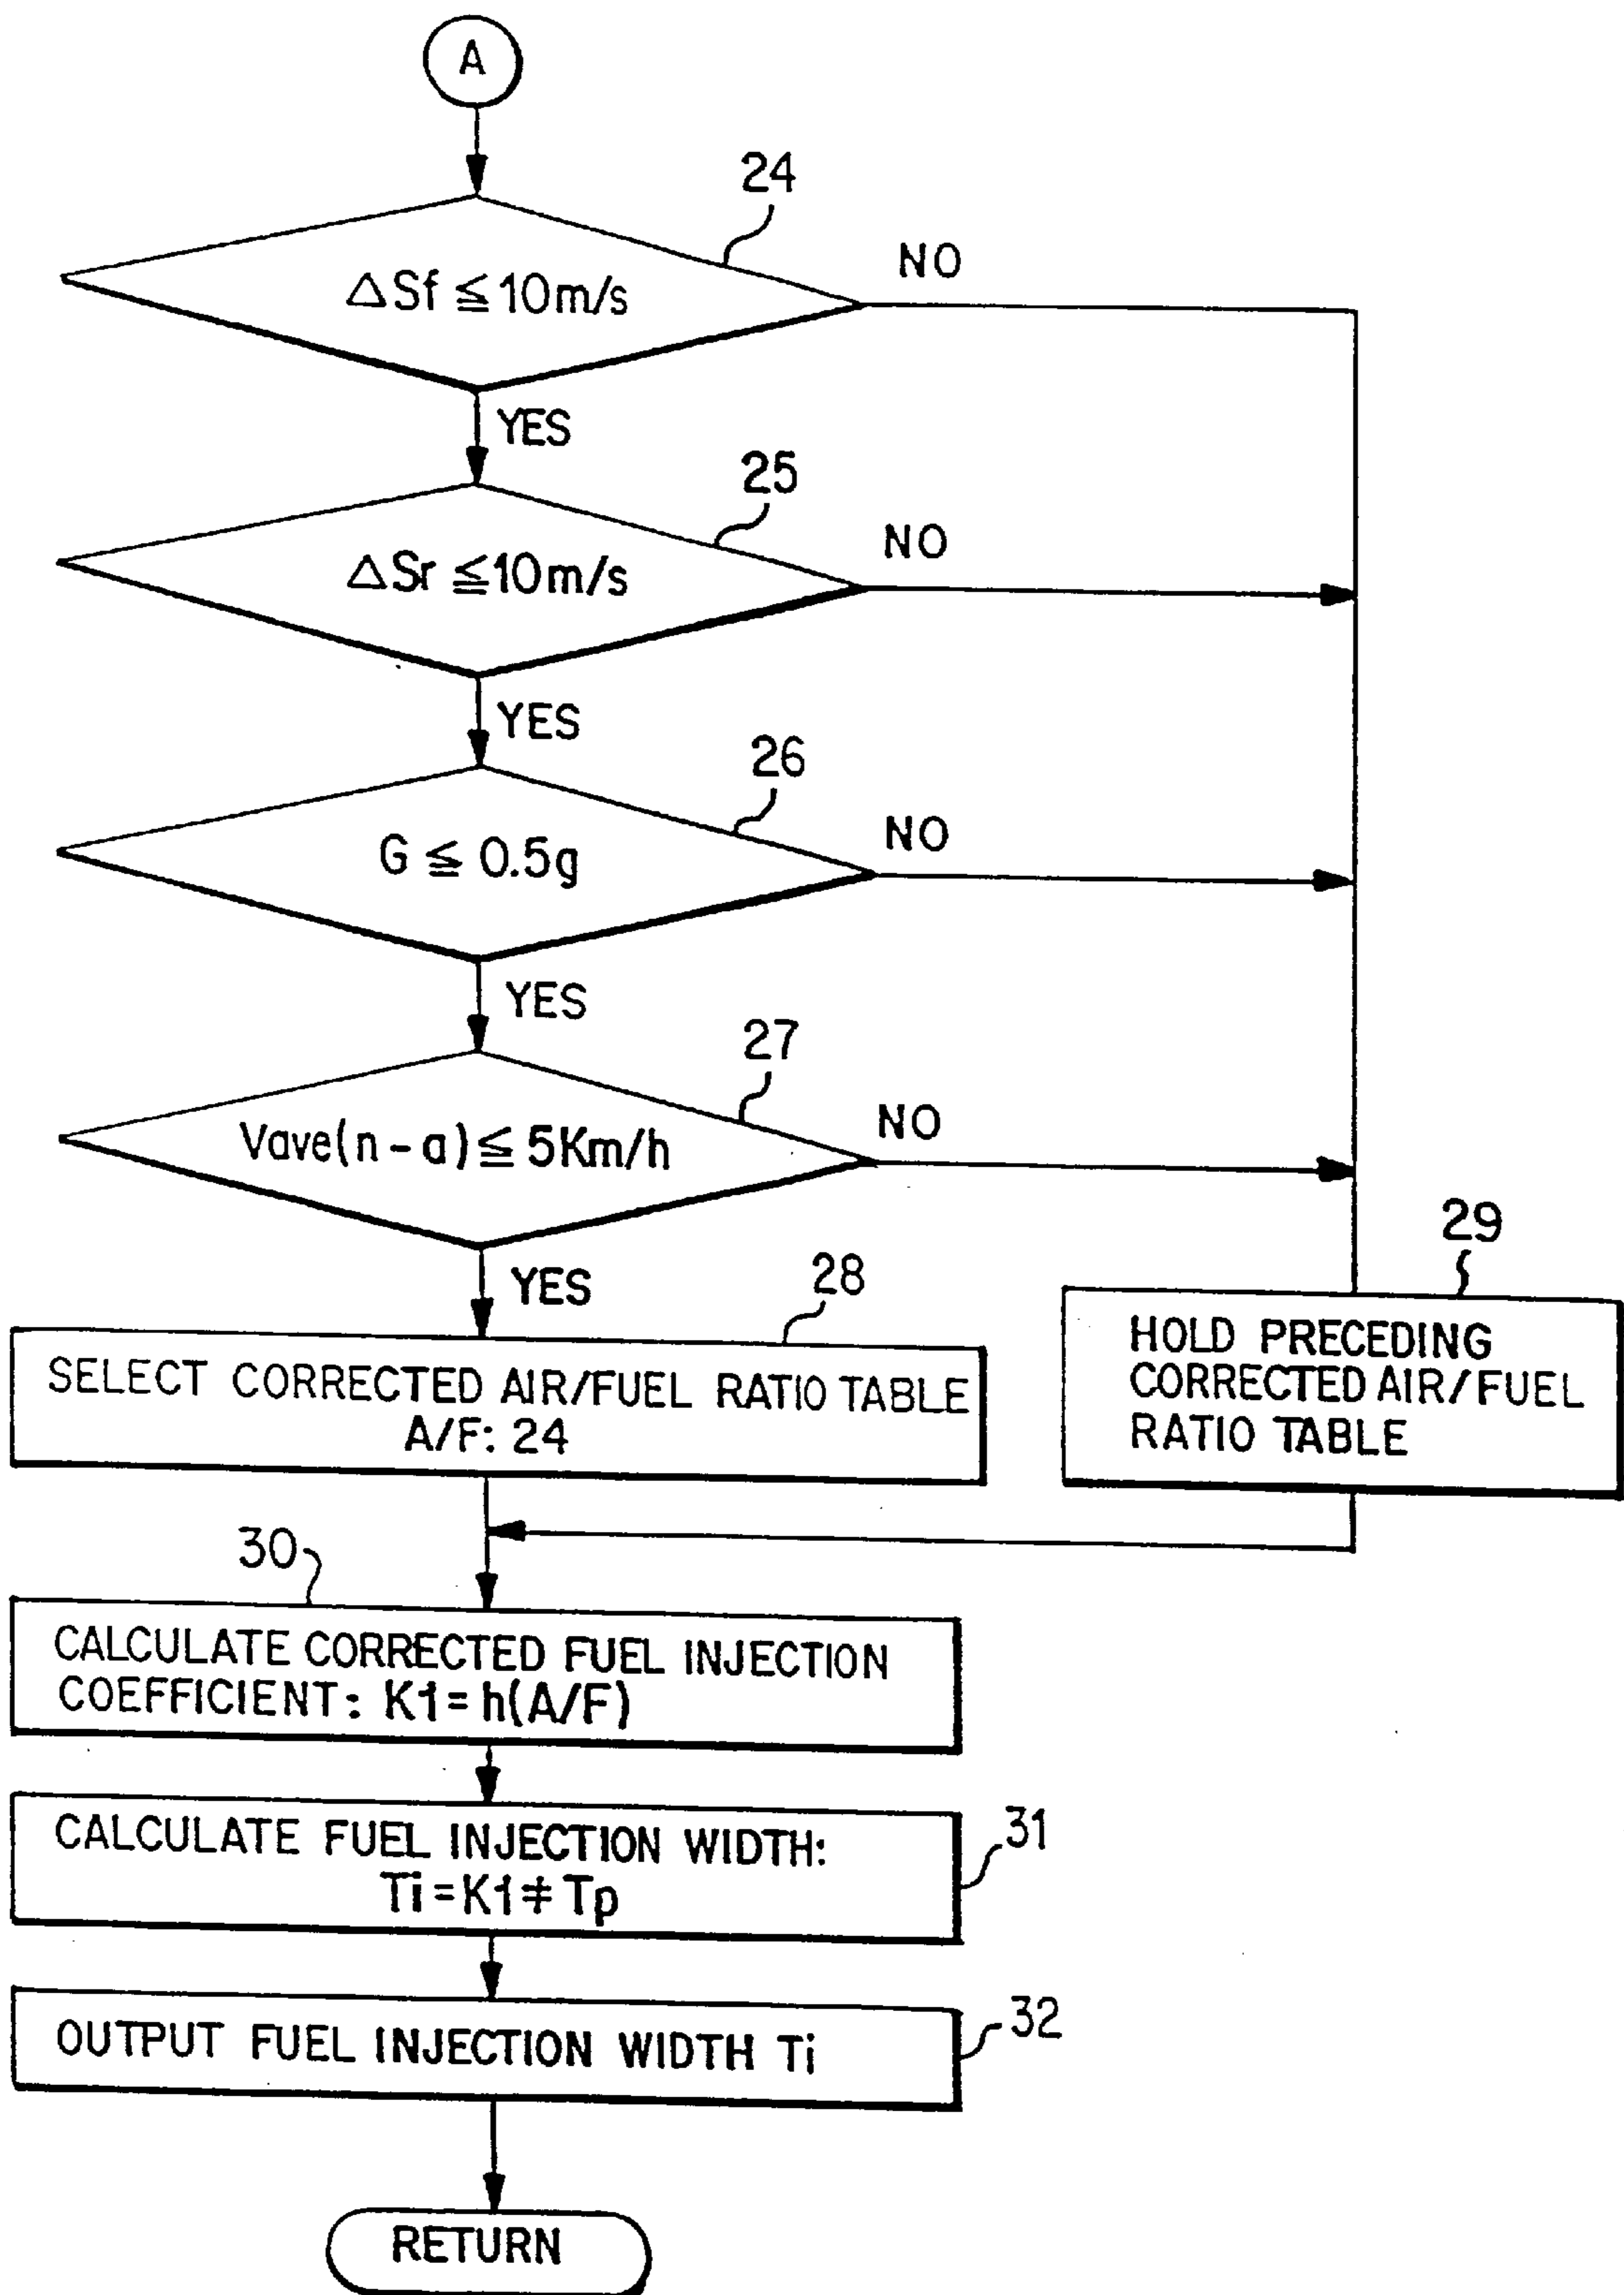 A
24
ΔSf ≦ 10m/s
NO
YES
25
ΔSr ≦ 10m/s
NO
YES
26
G ≦ 0.5g
NO
YES
27
Vave(n-a) ≦ 5Km/h
NO
YES
28
SELECT CORRECTED AIR/FUEL RATIO TABLE
A/F: 24
29
HOLD PRECEDING
CORRECTED AIR/FUEL
RATIO TABLE
30
CALCULATE CORRECTED FUEL INJECTION
COEFFICIENT: K1=h(A/F)
31
CALCULATE FUEL INJECTION WIDTH:
Ti=K1⧧Tp
32
OUTPUT FUEL INJECTION WIDTH Ti
RETURN